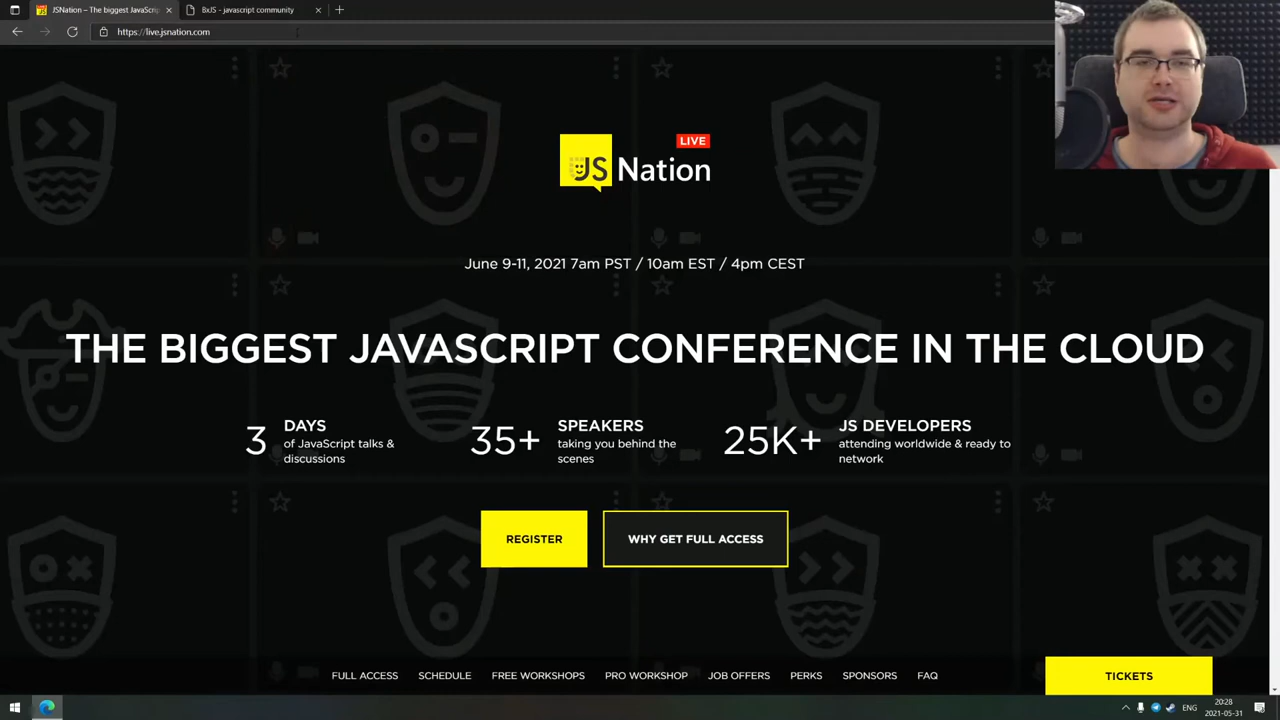 JSNation – The biggest JavaScrip
BxJS - javascript community
https://live.jsnation.com
LIVE
JS Nation
June 9-11, 2021 7am PST / 10am EST / 4pm CEST
THE BIGGEST JAVASCRIPT CONFERENCE IN THE CLOUD
3 DAYS
of JavaScript talks &
discussions
35+ SPEAKERS
taking you behind the
scenes
25K+ JS DEVELOPERS
attending worldwide & ready to
network
REGISTER
WHY GET FULL ACCESS
FULL ACCESS SCHEDULE FREE WORKSHOPS PRO WORKSHOP JOB OFFERS PERKS SPONSORS FAQ
TICKETS
ENG
20:28
2021-05-31